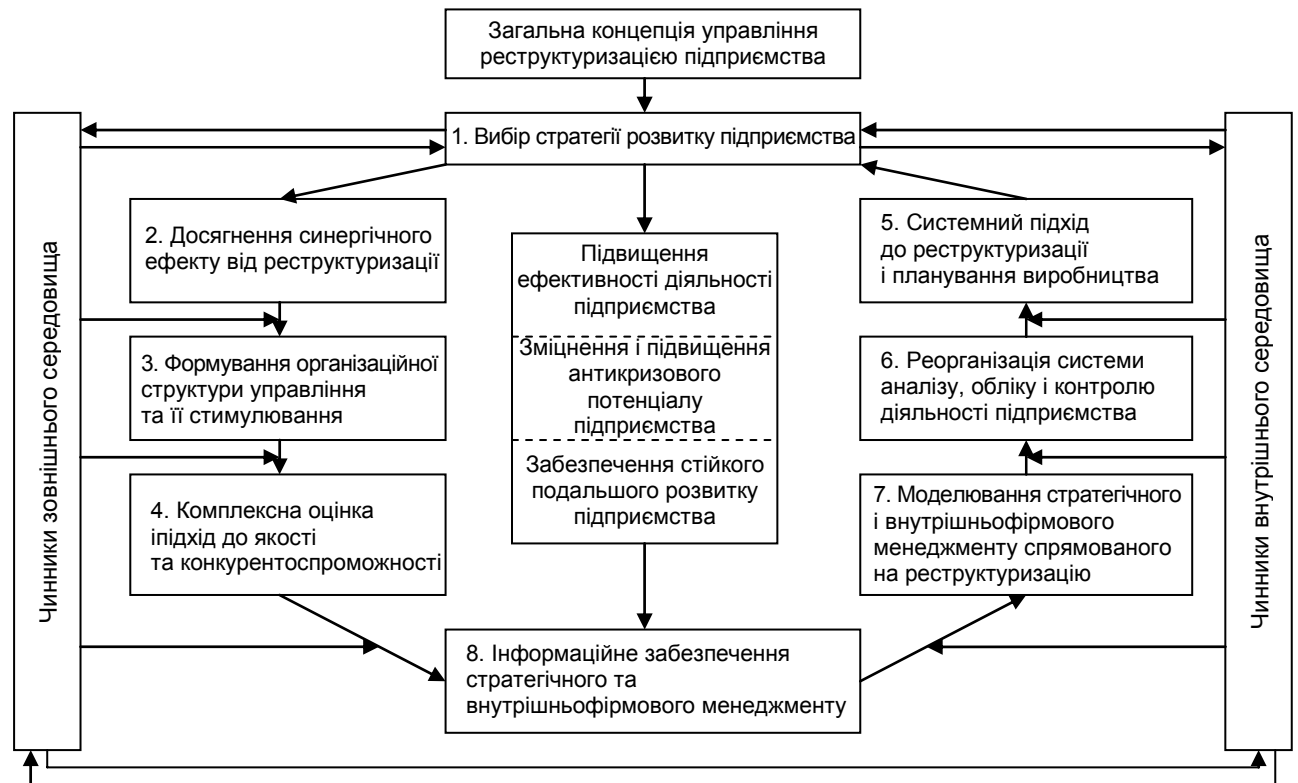 Загальна концепція управління
реструктуризацією підприємства
1. Вибір стратегії розвитку підприємства
Чинники зовнішнього середовища
2. Досягнення синергічного
ефекту від реструктуризації
3. Формування організаційної
структури управління
та її стимулювання
4. Комплексна оцінка
іпідхід до якості
та конкурентоспроможності
Підвищення
ефективності діяльності
підприємства
Зміцнення і підвищення
антикризового
потенціалу
підприємства
Забезпечення стійкого
подальшого розвитку
підприємства
5. Системний підхід
до реструктуризації
і планування виробництва
6. Реорганізація системи
аналізу, обліку і контролю
діяльності підприємства
7. Моделювання стратегічного
і внутрішньофірмового
менеджменту спрямованого
на реструктуризацію
8. Інформаційне забезпечення
стратегічного та
внутрішньофірмового менеджменту
Чинники внутрішнього середовища